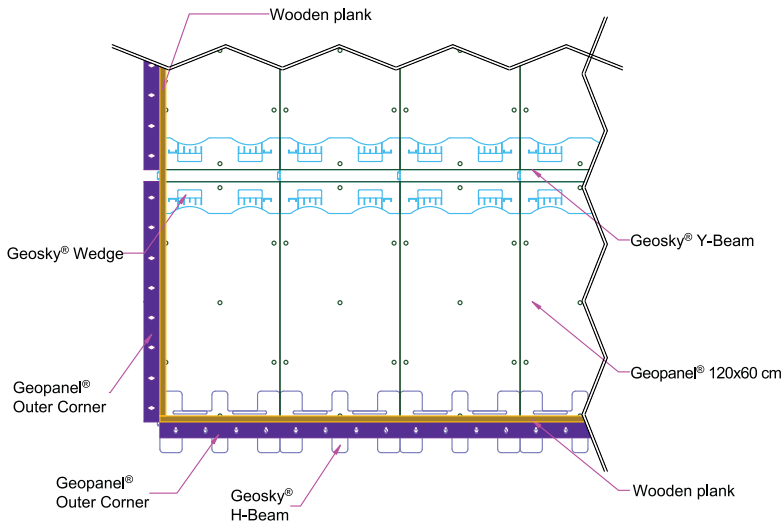 Wooden plank
Geosky® Wedge
Geosky® Y-Beam
Geopanel®
Outer Corner
Geopanel® 120x60 cm
Geopanel®
Outer Corner
Geosky®
H-Beam
Wooden plank